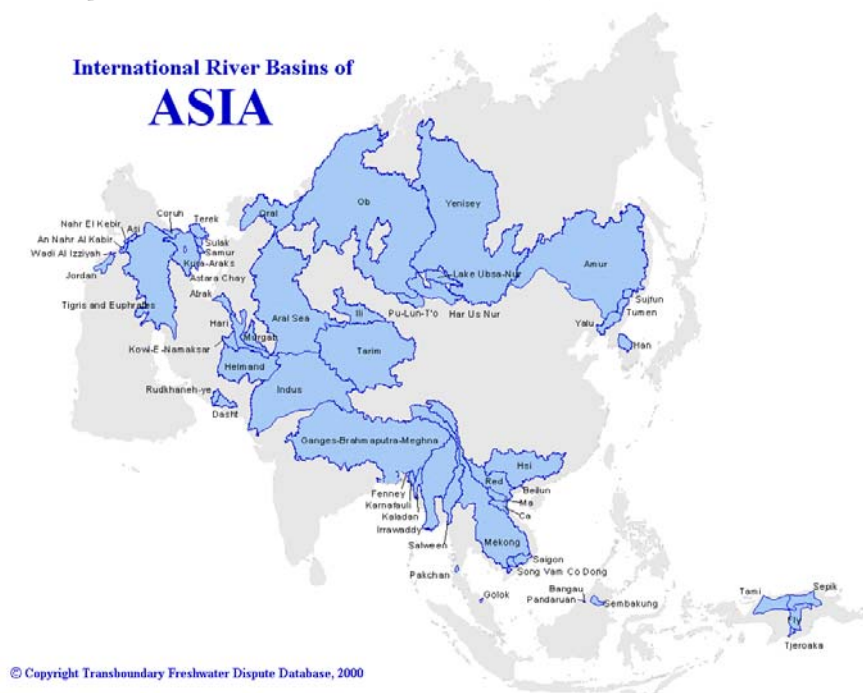 International River Basins of
ASIA
Coruh
Terek
Nahr El Kebir
Asi
An Nahr Al Kabir
Wadi Al Izziyah
Sulak
Samur
Kura-Araks
Jordan
Astara Chay
Atrak
Tigris and Euphrates
Oral
Ob
Yenisey
Lake Ubsa-Nur
Amur
Hari
Murgab
Aral Sea
Ili
Pu-Lun-T'o
Har Us Nur
Sujfun
Tumen
Yalu
Han
Kow-E-Namaksar
Helmand
Tarim
Rudkhaneh-ye
Dasht
Indus
Ganges-Brahmaputra-Meghna
Hsi
Red
Beilun
Fenney
Ma
Karnafauli
Ca
Kaladan
Irrawaddy
Salween
Mekong
Saigon
Song Vam Co Dong
Pakchan
Golok
Bangau
Pandaruan
Sembakung
Tami
Sepik
Fly
Tjeroaka
© Copyright Transboundary Freshwater Dispute Database, 2000